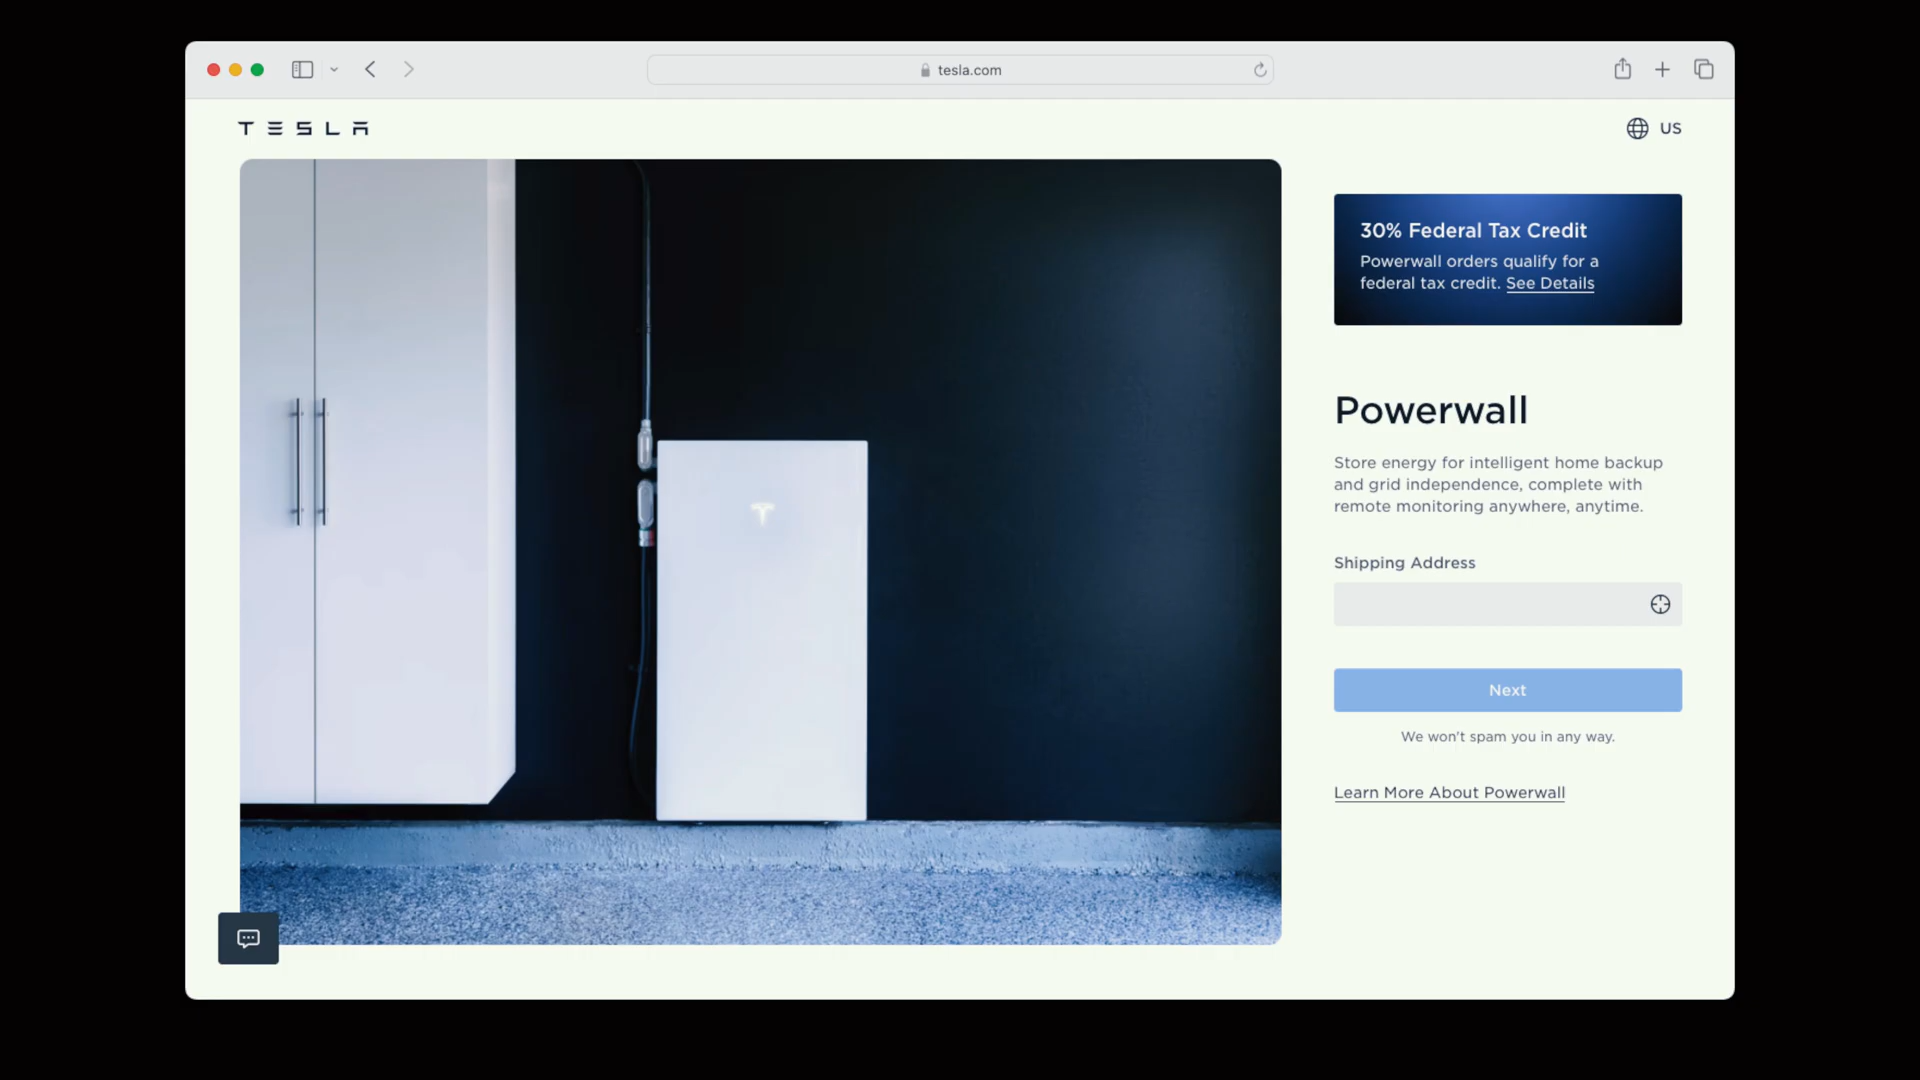 tesla.com
TESLA
US
30% Federal Tax Credit
Powerwall orders qualify for a
federal tax credit. See Details
Powerwall
Store energy for intelligent home backup
and grid independence, complete with
remote monitoring anywhere, anytime.
Shipping Address
Next
We won't spam you in any way.
Learn More About Powerwall